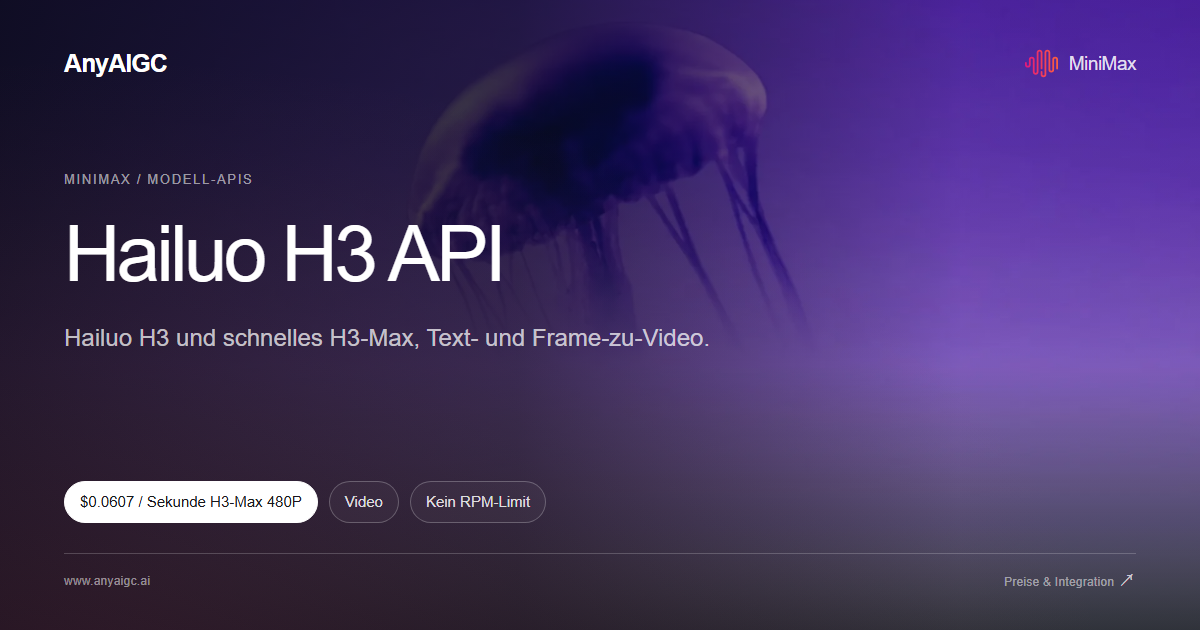 AnyAIGC
MiniMax
MINIMAX / MODELL-APIS
Hailuo H3 API
Hailuo H3 und schnelles H3-Max, Text- und Frame-zu-Video.
$0.0607 / Sekunde H3-Max 480P
Video
Kein RPM-Limit
www.anyaigc.ai
Preise & Integration